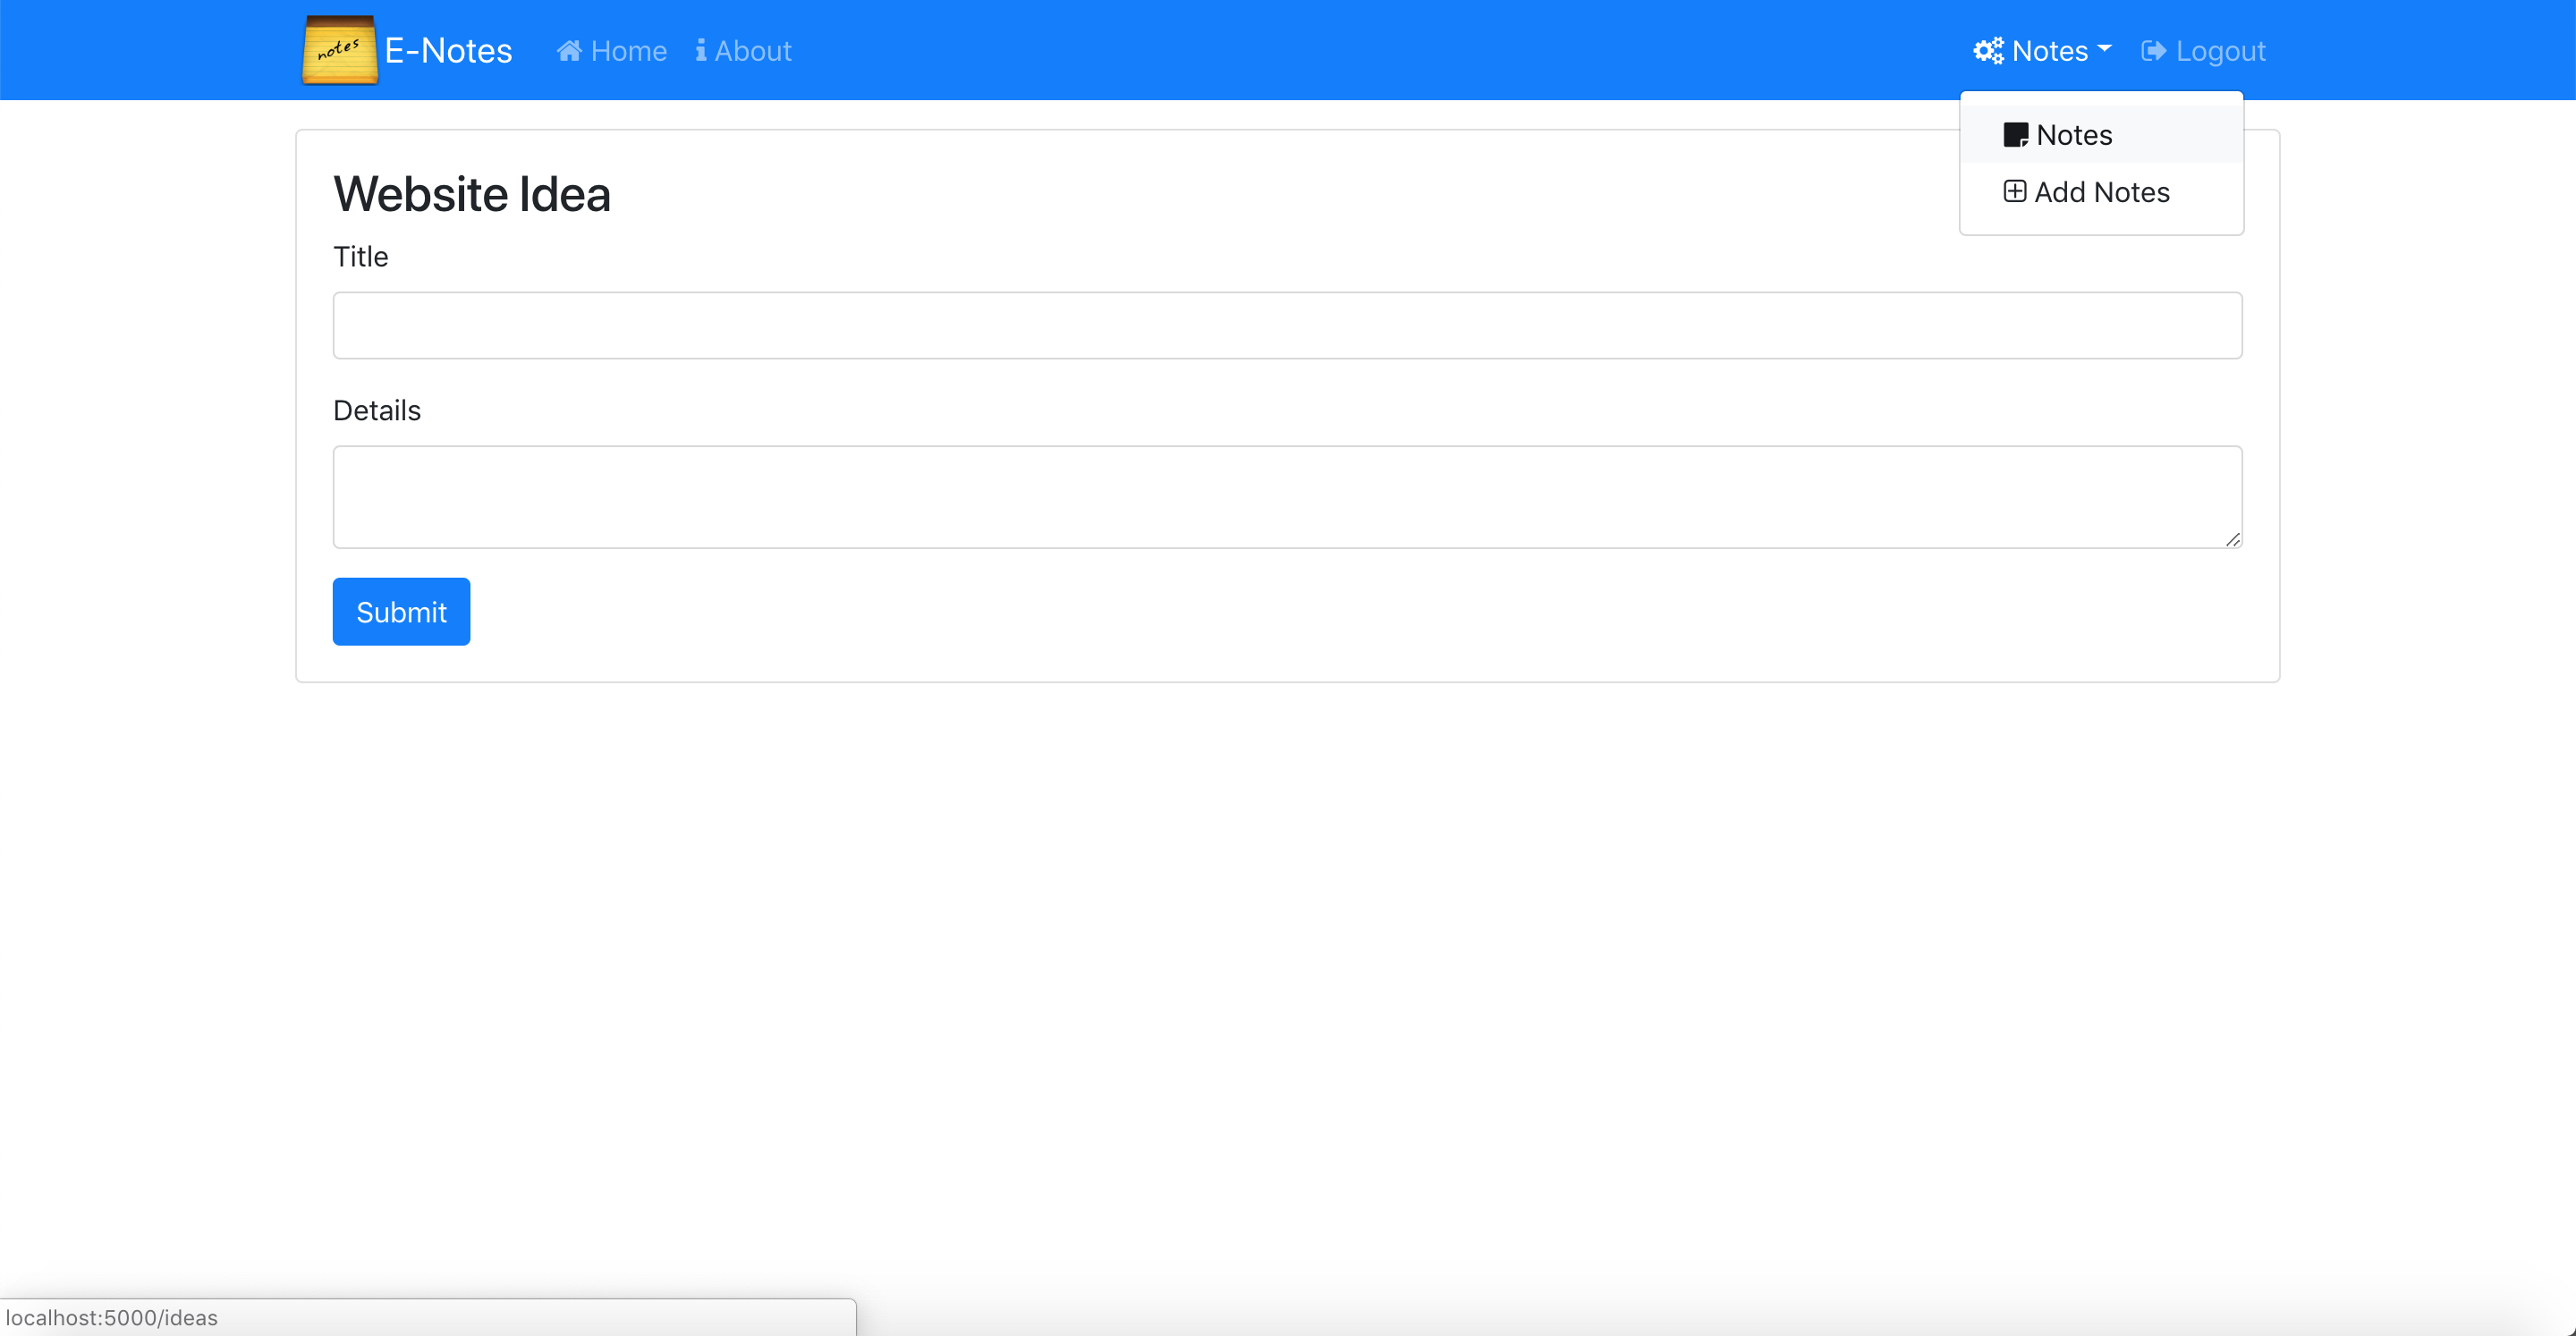 notes E-Notes Home About Notes Logout
Notes
Add Notes
Website Idea
Title
Details
Submit
localhost:5000/ideas